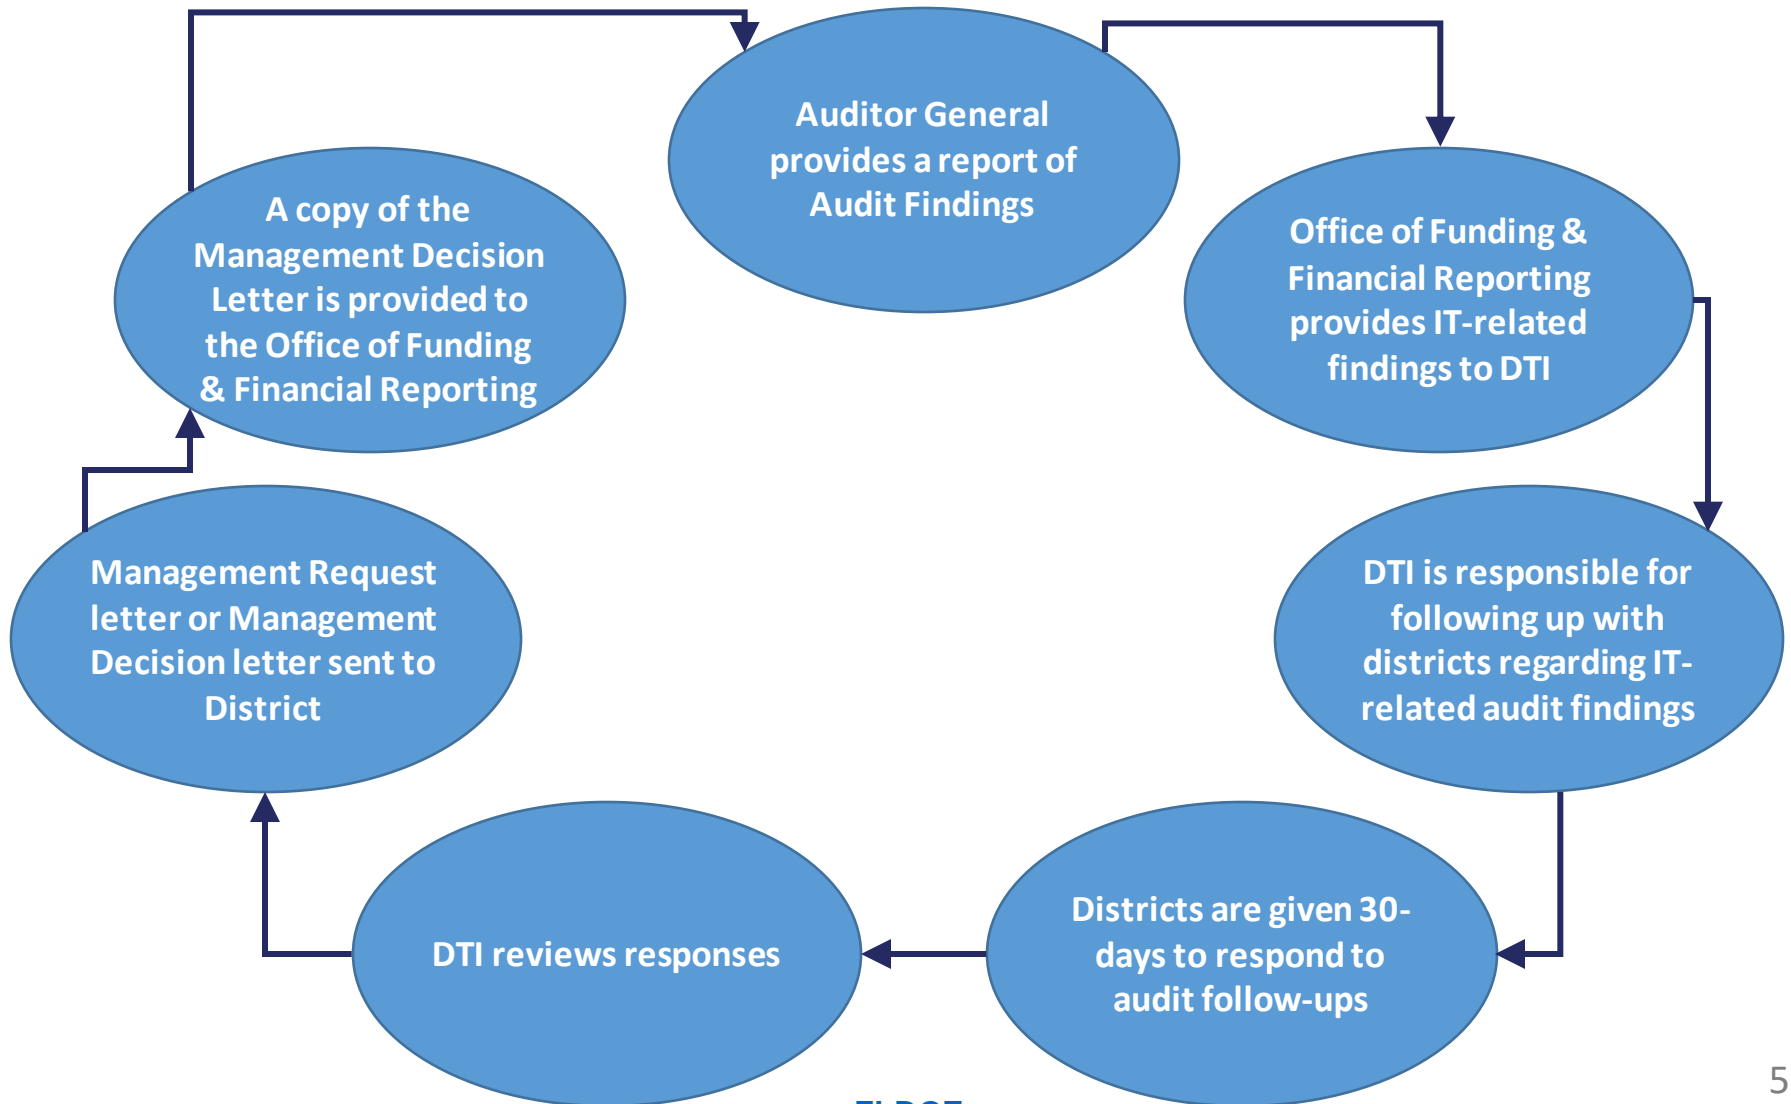 Auditor General
provides a report of
Audit Findings
Office of Funding &
Financial Reporting
provides IT-related
findings to DTI
DTI is responsible for
following up with
districts regarding IT-
related audit findings
Districts are given 30-
days to respond to
audit follow-ups
DTI reviews responses
Management Request
letter or Management
Decision letter sent to
District
A copy of the
Management Decision
Letter is provided to
the Office of Funding
& Financial Reporting
5